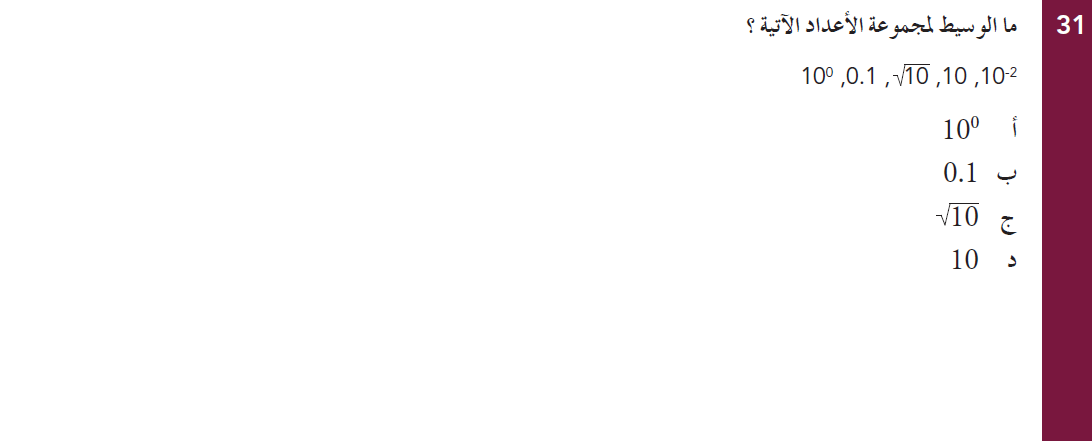 31
ما الوسيط لمجموعة الأعداد الآتية ؟
10⁰ ,0.1 ,√10 ,10 ,10⁻²
أ 10⁰
ب 0.1
ج √10
د 10